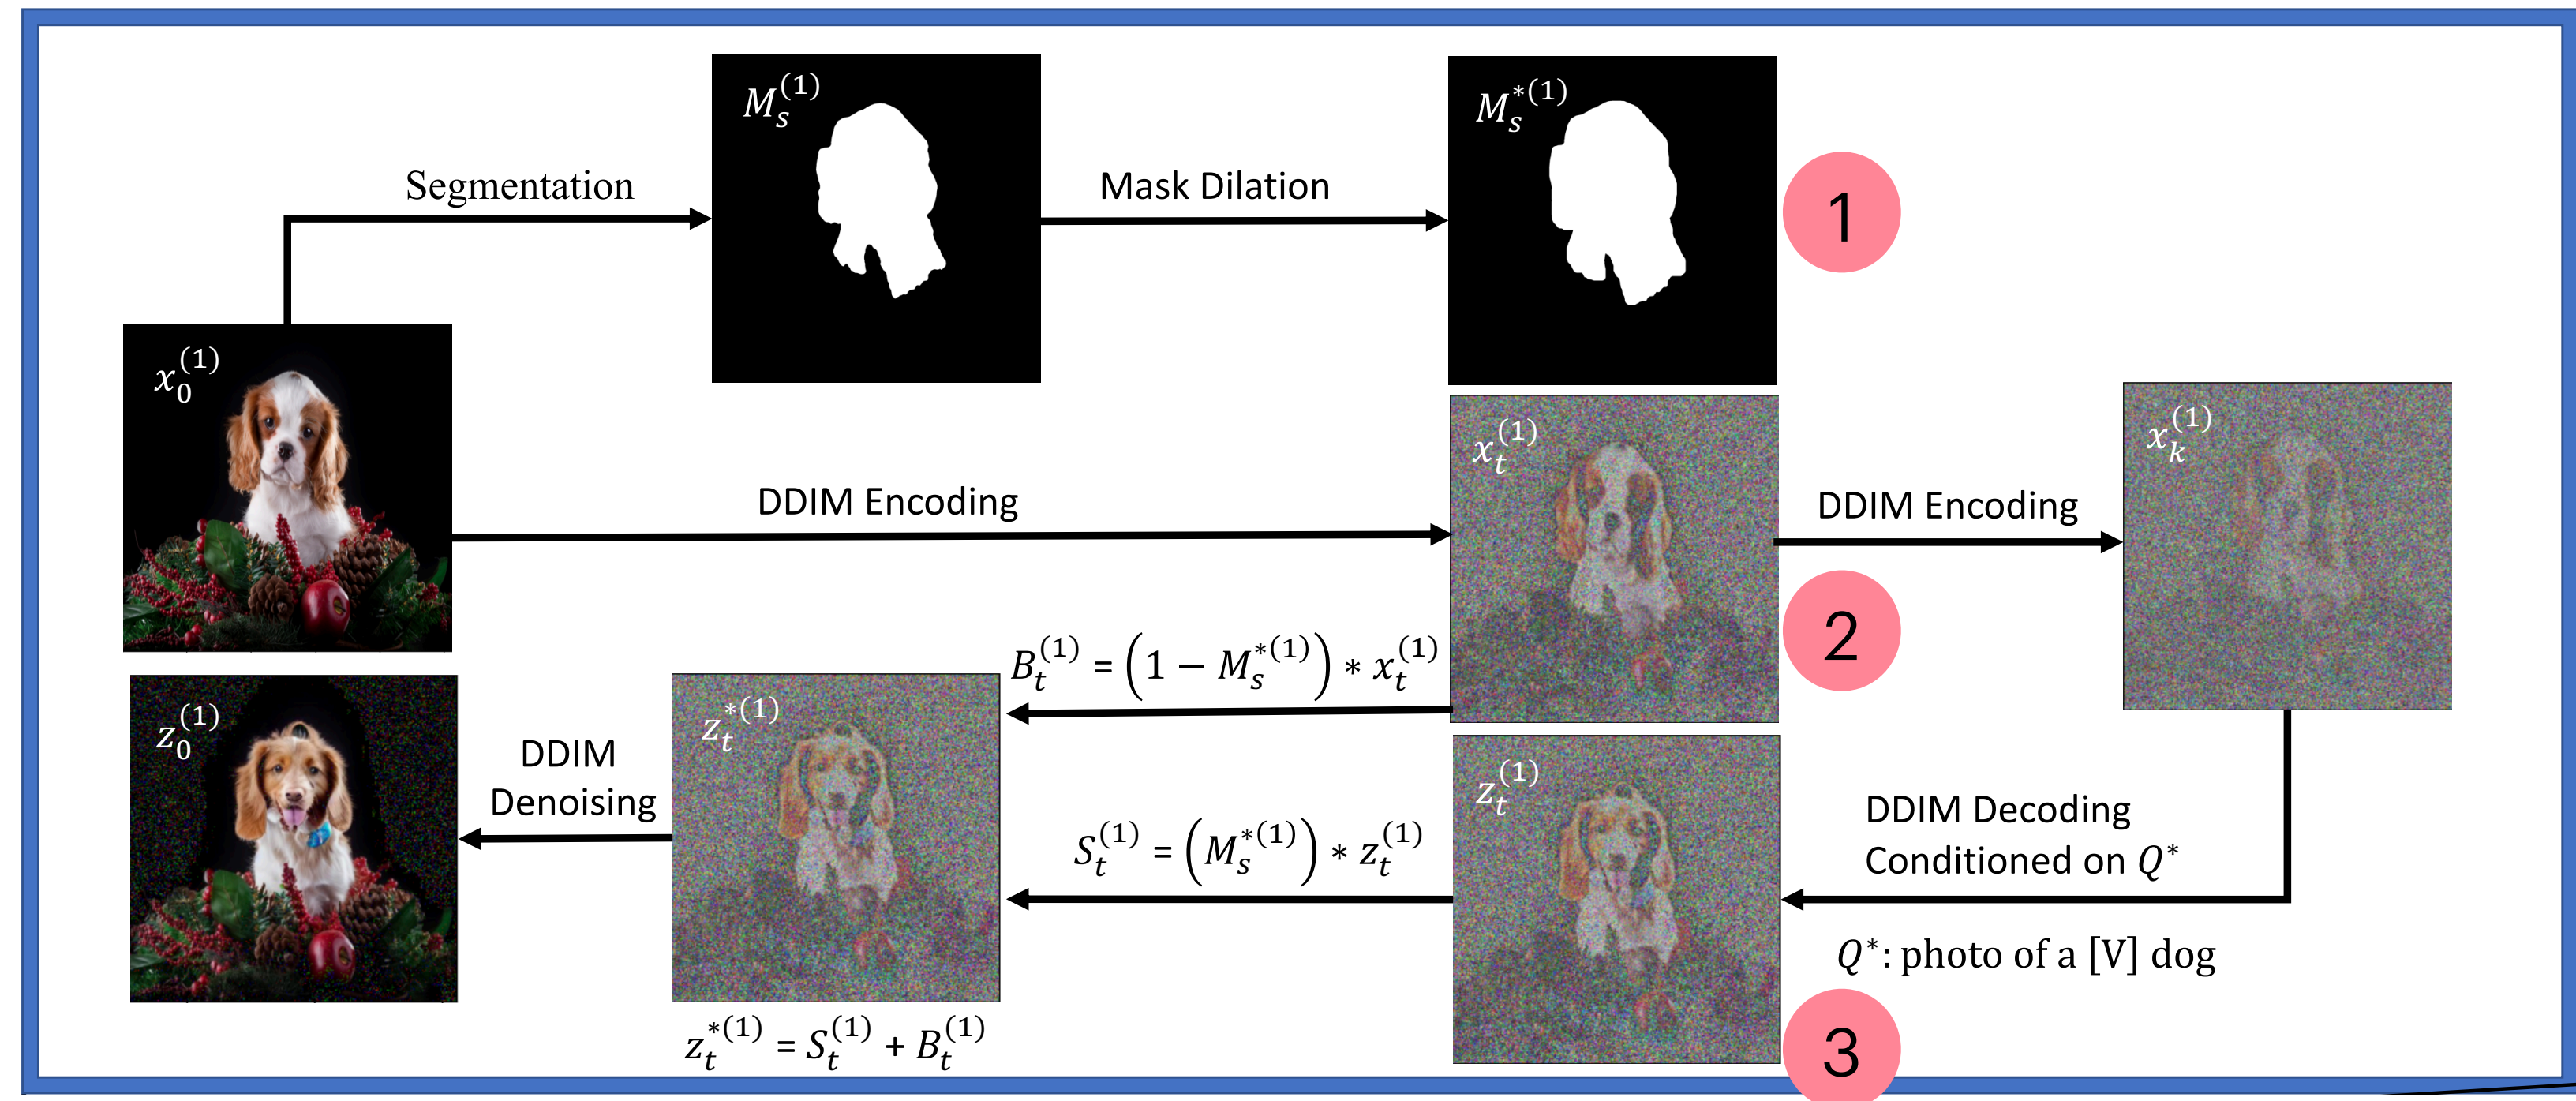 M_s^{(1)}
M_s^{*(1)}
Segmentation
Mask Dilation
1
x_0^{(1)}
x_t^{(1)}
x_k^{(1)}
DDIM Encoding
DDIM Encoding
2
B_t^{(1)} = (1 − M_s^{*(1)}) * x_t^{(1)}
z_0^{(1)}
z_t^{*(1)}
z_t^{(1)}
DDIM
Denoising
S_t^{(1)} = (M_s^{*(1)}) * z_t^{(1)}
DDIM Decoding
Conditioned on Q*
Q*: photo of a [V] dog
z_t^{*(1)} = S_t^{(1)} + B_t^{(1)}
3